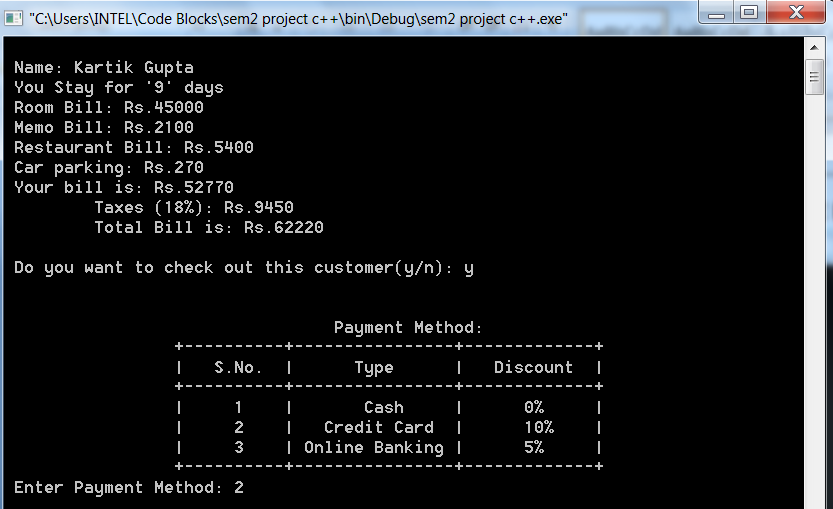 "C:\Users\INTEL\Code Blocks\sem2 project c++\bin\Debug\sem2 project c++.exe"
Name: Kartik Gupta
You Stay for '9' days
Room Bill: Rs.45000
Memo Bill: Rs.2100
Restaurant Bill: Rs.5400
Car parking: Rs.270
Your bill is: Rs.52770
Taxes (18%): Rs.9450
Total Bill is: Rs.62220
Do you want to check out this customer(y/n): y
Payment Method:
+----------+----------------+-------------+
| S.No. | Type | Discount |
+----------+----------------+-------------+
| 1 | Cash | 0% |
| 2 | Credit Card | 10% |
| 3 | Online Banking | 5% |
+----------+----------------+-------------+
Enter Payment Method: 2